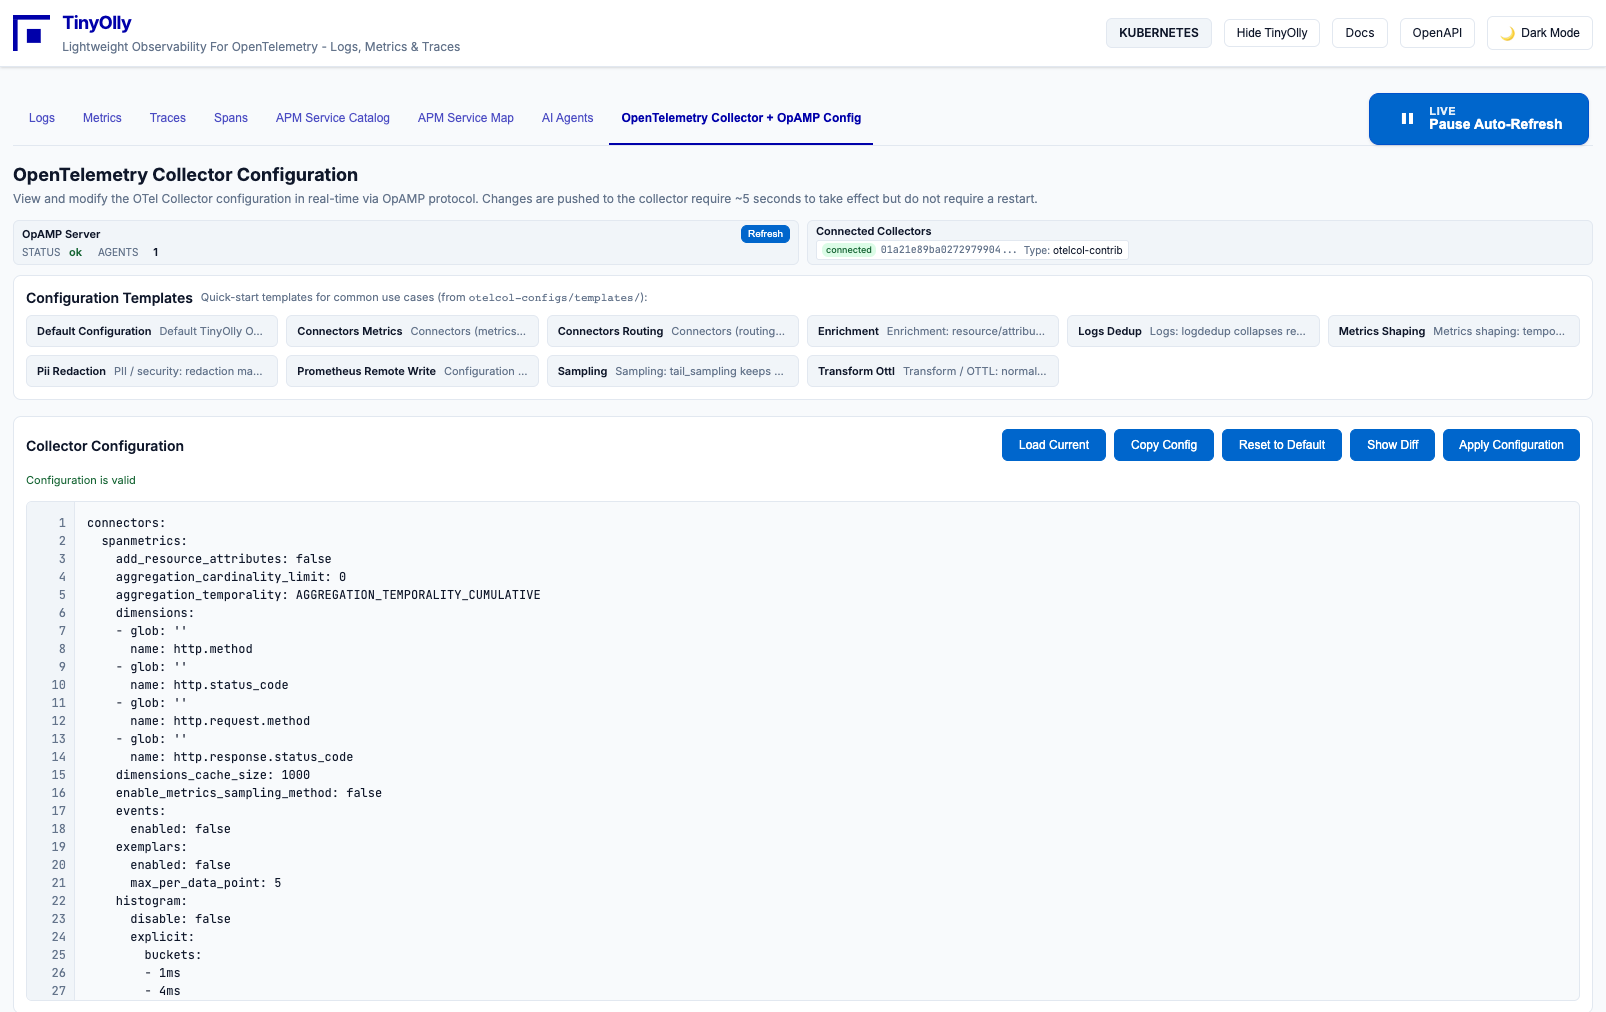 TinyOlly
Lightweight Observability For OpenTelemetry - Logs, Metrics & Traces
KUBERNETES
Hide TinyOlly
Docs
OpenAPI
🌙 Dark Mode
Logs
Metrics
Traces
Spans
APM Service Catalog
APM Service Map
AI Agents
OpenTelemetry Collector + OpAMP Config
LIVE
Pause Auto-Refresh
OpenTelemetry Collector Configuration
View and modify the OTel Collector configuration in real-time via OpAMP protocol. Changes are pushed to the collector require ~5 seconds to take effect but do not require a restart.
OpAMP Server
Refresh
STATUS ok AGENTS 1
Connected Collectors
connected 01a21e89ba0272979904... Type: otelcol-contrib
Configuration Templates Quick-start templates for common use cases (from otelcol-configs/templates/):
Default Configuration Default TinyOlly O...
Connectors Metrics Connectors (metrics...
Connectors Routing Connectors (routing...
Enrichment Enrichment: resource/attribu...
Logs Dedup Logs: logdedup collapses re...
Metrics Shaping Metrics shaping: tempo...
Pii Redaction PII / security: redaction ma...
Prometheus Remote Write Configuration ...
Sampling Sampling: tail_sampling keeps ...
Transform Ottl Transform / OTTL: normal...
Collector Configuration
Load Current
Copy Config
Reset to Default
Show Diff
Apply Configuration
Configuration is valid
1 connectors:
2 spanmetrics:
3 add_resource_attributes: false
4 aggregation_cardinality_limit: 0
5 aggregation_temporality: AGGREGATION_TEMPORALITY_CUMULATIVE
6 dimensions:
7 - glob: ''
8 name: http.method
9 - glob: ''
10 name: http.status_code
11 - glob: ''
12 name: http.request.method
13 - glob: ''
14 name: http.response.status_code
15 dimensions_cache_size: 1000
16 enable_metrics_sampling_method: false
17 events:
18 enabled: false
19 exemplars:
20 enabled: false
21 max_per_data_point: 5
22 histogram:
23 disable: false
24 explicit:
25 buckets:
26 - 1ms
27 - 4ms